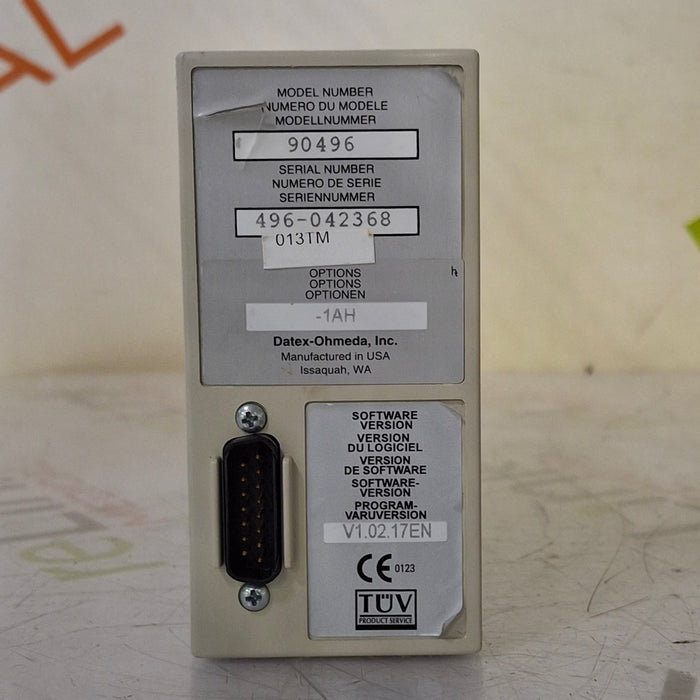 AL
MODEL NUMBER
NUMERO DU MODELE
MODELLNUMMER
90496
SERIAL NUMBER
NUMERO DE SERIE
SERIENNUMMER
496-042368
013TM
OPTIONS
OPTIONS
OPTIONEN
-1AH
Datex-Ohmeda, Inc.
Manufactured in USA
Issaquah, WA
SOFTWARE
VERSION
VERSION
DU LOGICIEL
VERSION
DE SOFTWARE
SOFTWARE-
VERSION
PROGRAM-
VARUVERSION
V1.02.17EN
CE 0123
TÜV
PRODUCT SERVICE